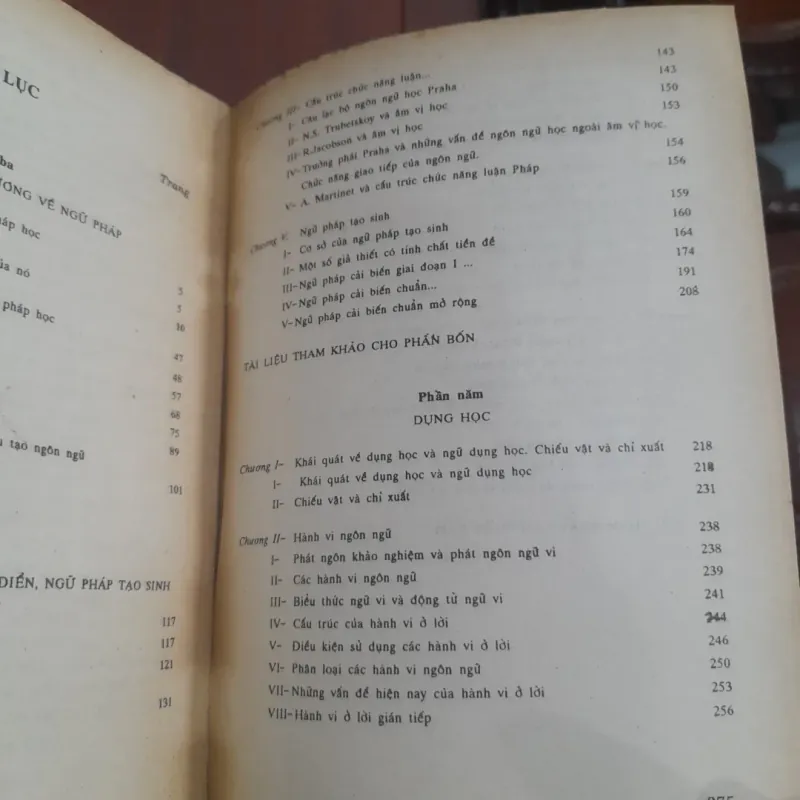 LỤC
ba
Trang
ƯƠNG VỀ NGỮ PHÁP
háp học
5
ủa nó
5
pháp học
16
47
48
57
68
75
tạo ngôn ngữ 89
101
ĐIỂN, NGỮ PHÁP TẠO SINH
117
117
121
131
143
Chương III- Cấu trúc chức năng luận... 143
I- Câu lạc bộ ngôn ngữ học Praha 150
II- N.S. Trubetskoy và âm vị học 153
III- R.Jacobson và âm vị học
IV- Trường phái Praha và những vấn đề ngôn ngữ học ngoài âm vị học.
Chức năng giao tiếp của ngôn ngữ. 154
V- A. Martinet và cấu trúc chức năng luận Pháp 156
Chương Ngữ pháp tạo sinh 159
I- Cơ sở của ngữ pháp tạo sinh 160
II- Một số giả thiết có tính chất tiền đề 164
III- Ngữ pháp cải biến giai đoạn I ... 174
IV- Ngữ pháp cải biến chuẩn... 191
V- Ngữ pháp cải biến chuẩn mở rộng 208
TÀI LIỆU THAM KHẢO CHO PHẦN BỐN
Phần năm
DỤNG HỌC
Chương I- Khái quát về dụng học và ngữ dụng học. Chiếu vật và chỉ xuất 218
I- Khái quát về dụng học và ngữ dụng học 218
II- Chiếu vật và chỉ xuất 231
Chương II- Hành vi ngôn ngữ 238
I- Phát ngôn khảo nghiệm và phát ngôn ngữ vi 238
II- Các hành vi ngôn ngữ 239
III- Biểu thức ngữ vi và động từ ngữ vi 241
IV- Cấu trúc của hành vi ở lời 244
V- Điều kiện sử dụng các hành vi ở lời 246
VI- Phân loại các hành vi ngôn ngữ 250
VII- Những vấn đề hiện nay của hành vi ở lời 253
VIII- Hành vi ở lời gián tiếp 256